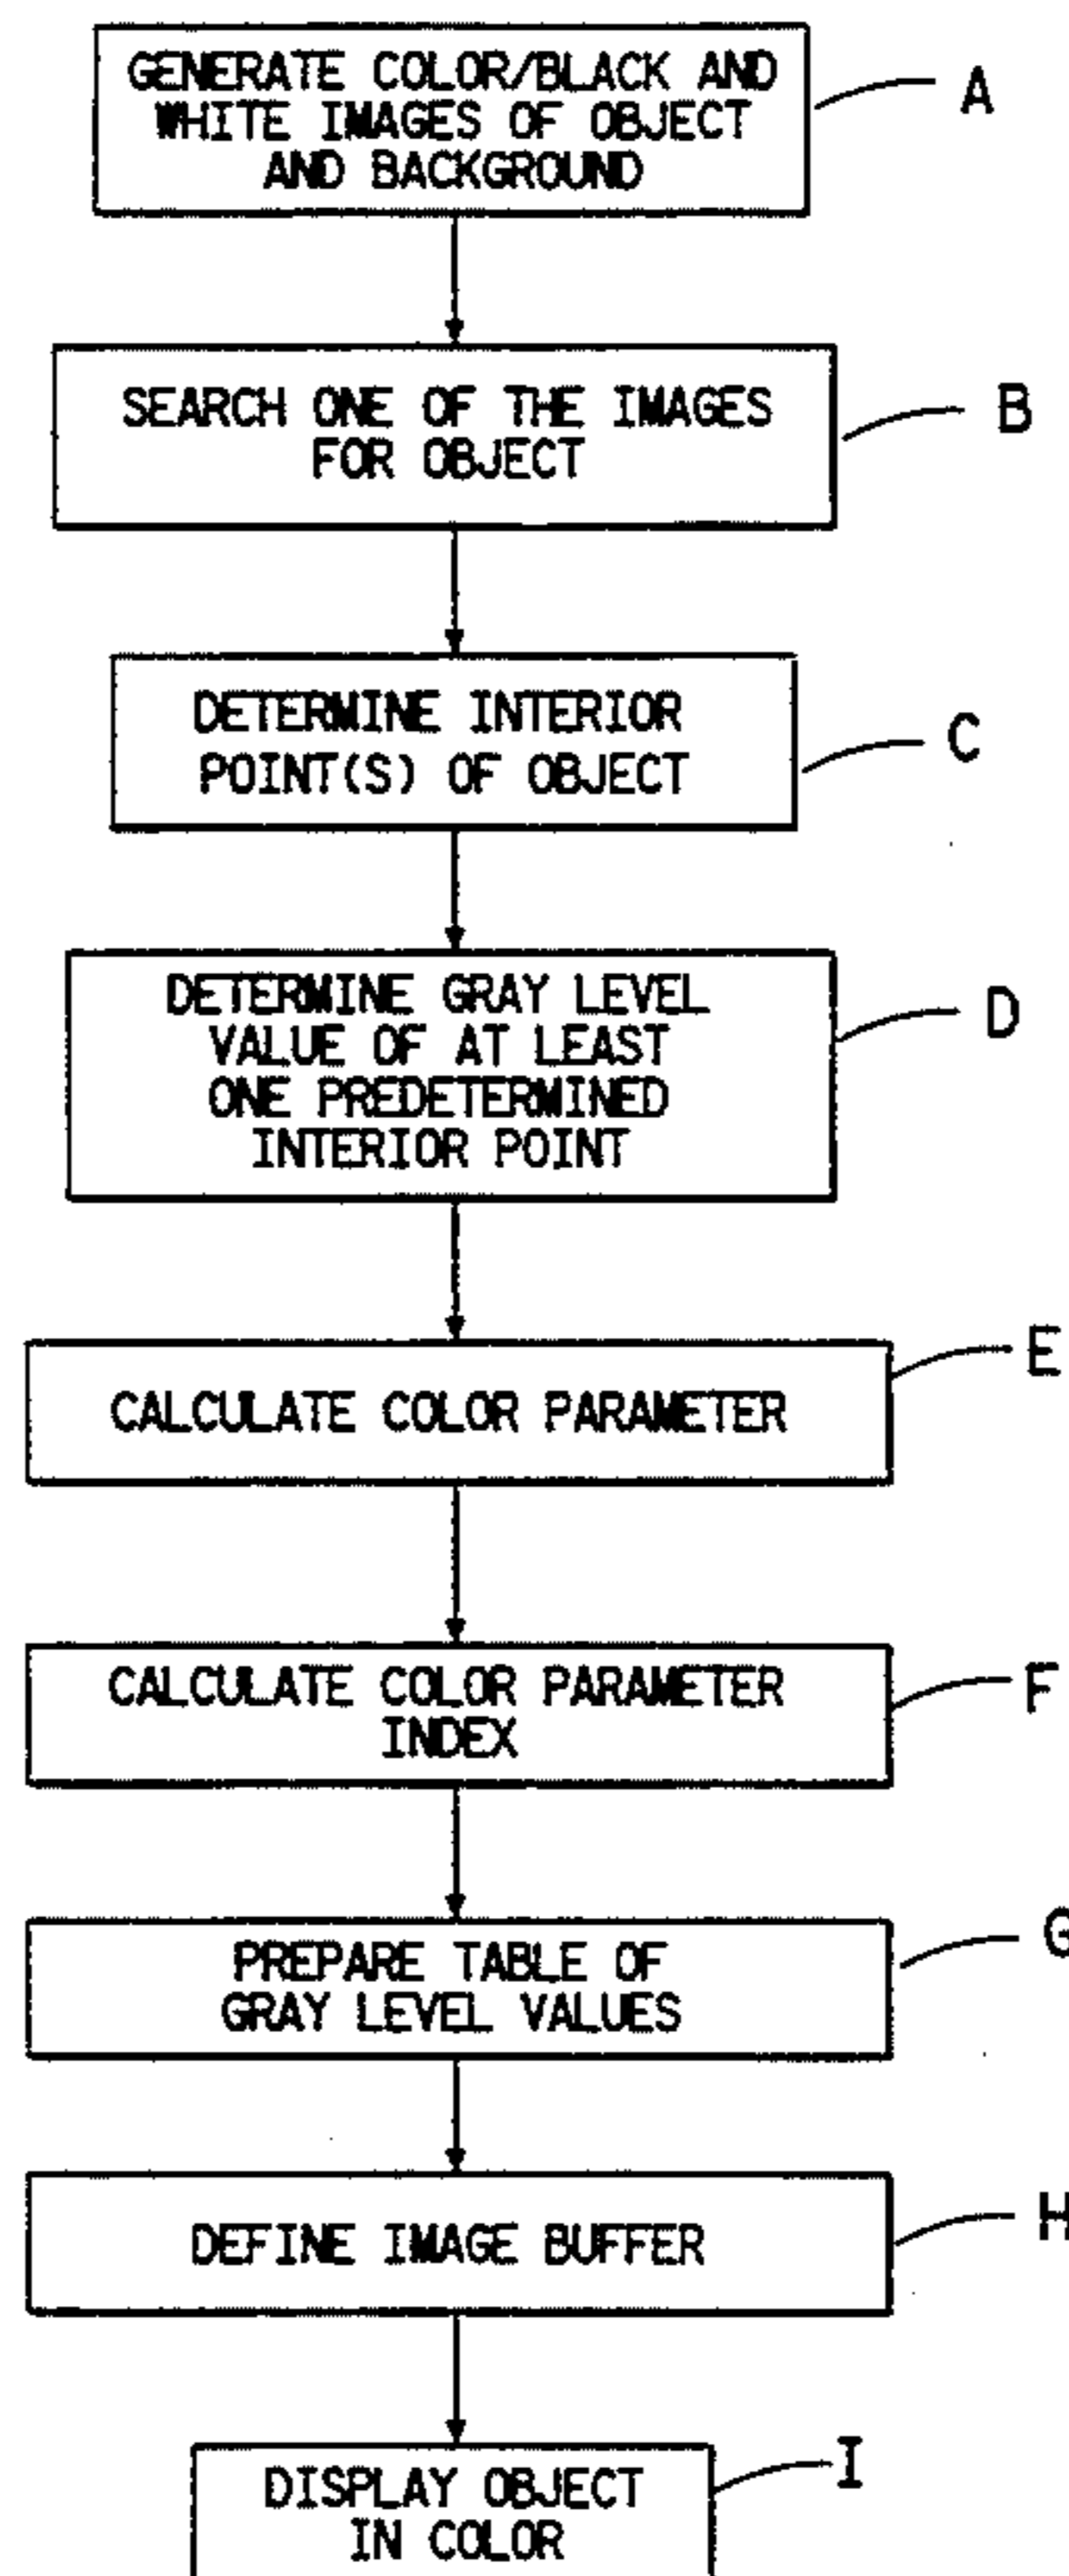 GENERATE COLOR/BLACK AND
WHITE IMAGES OF OBJECT
AND BACKGROUND
A
SEARCH ONE OF THE IMAGES
FOR OBJECT
B
DETERMINE INTERIOR
POINT(S) OF OBJECT
C
DETERMINE GRAY LEVEL
VALUE OF AT LEAST
ONE PREDETERMINED
INTERIOR POINT
D
CALCULATE COLOR PARAMETER
E
CALCULATE COLOR PARAMETER
INDEX
F
PREPARE TABLE OF
GRAY LEVEL VALUES
G
DEFINE IMAGE BUFFER
H
DISPLAY OBJECT
IN COLOR
I